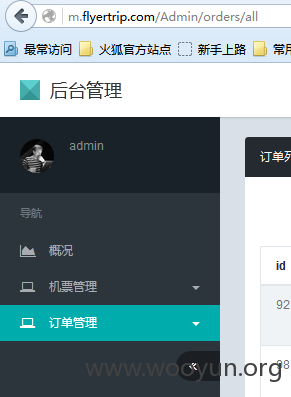 m.flyertrip.com/Admin/orders/all
最常访问 火狐官方站点 新手上路 常用
后台管理
admin
订单列
导航
概况
id
机票管理
92
订单管理
98
www.wooyun.org